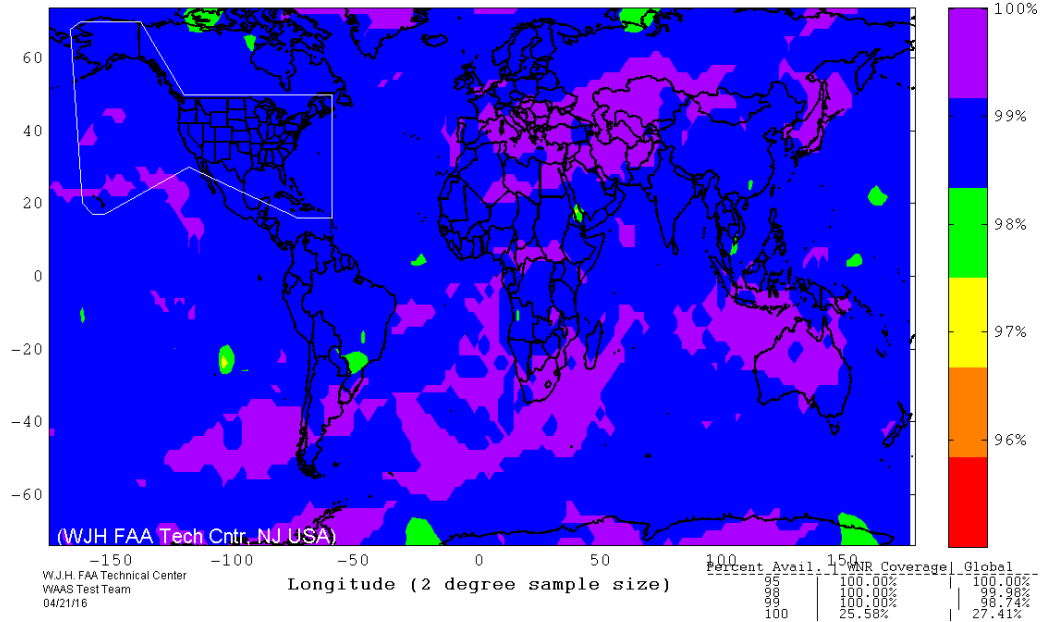 100%
99%
98%
97%
96%
60
40
20
0
−20
−40
−60
(WJH FAA Tech Cntr. NJ USA)
−150 −100 −50 0 50 100 150
Longitude (2 degree sample size)
W.J.H. FAA Technical Center
WAAS Test Team
04/21/16
Percent Avail. | WNR Coverage| Global
95 | 100.00% | 100.00%
98 | 100.00% | 99.98%
99 | 100.00% | 98.74%
100 | 25.58% | 27.41%